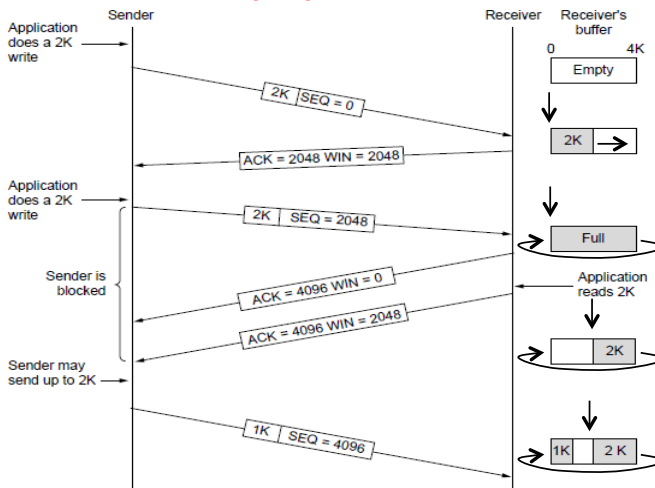 Sender
Receiver
Receiver's
buffer
Application
does a 2K
write
0
4K
Empty
2K
SEQ = 0
2K
ACK = 2048 WIN = 2048
Application
does a 2K
write
2K
SEQ = 2048
Full
Sender is
blocked
Application
reads 2K
ACK = 4096 WIN = 0
ACK = 4096 WIN = 2048
2K
Sender may
send up to 2K
1K
SEQ = 4096
1K
2 K